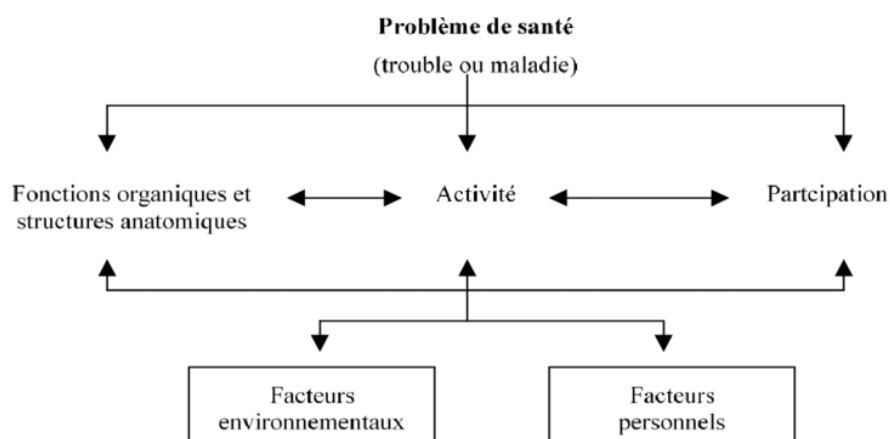 Problème de santé
(trouble ou maladie)
Fonctions organiques et
structures anatomiques
Activité
Partcipation
Facteurs
environnementaux
Facteurs
personnels